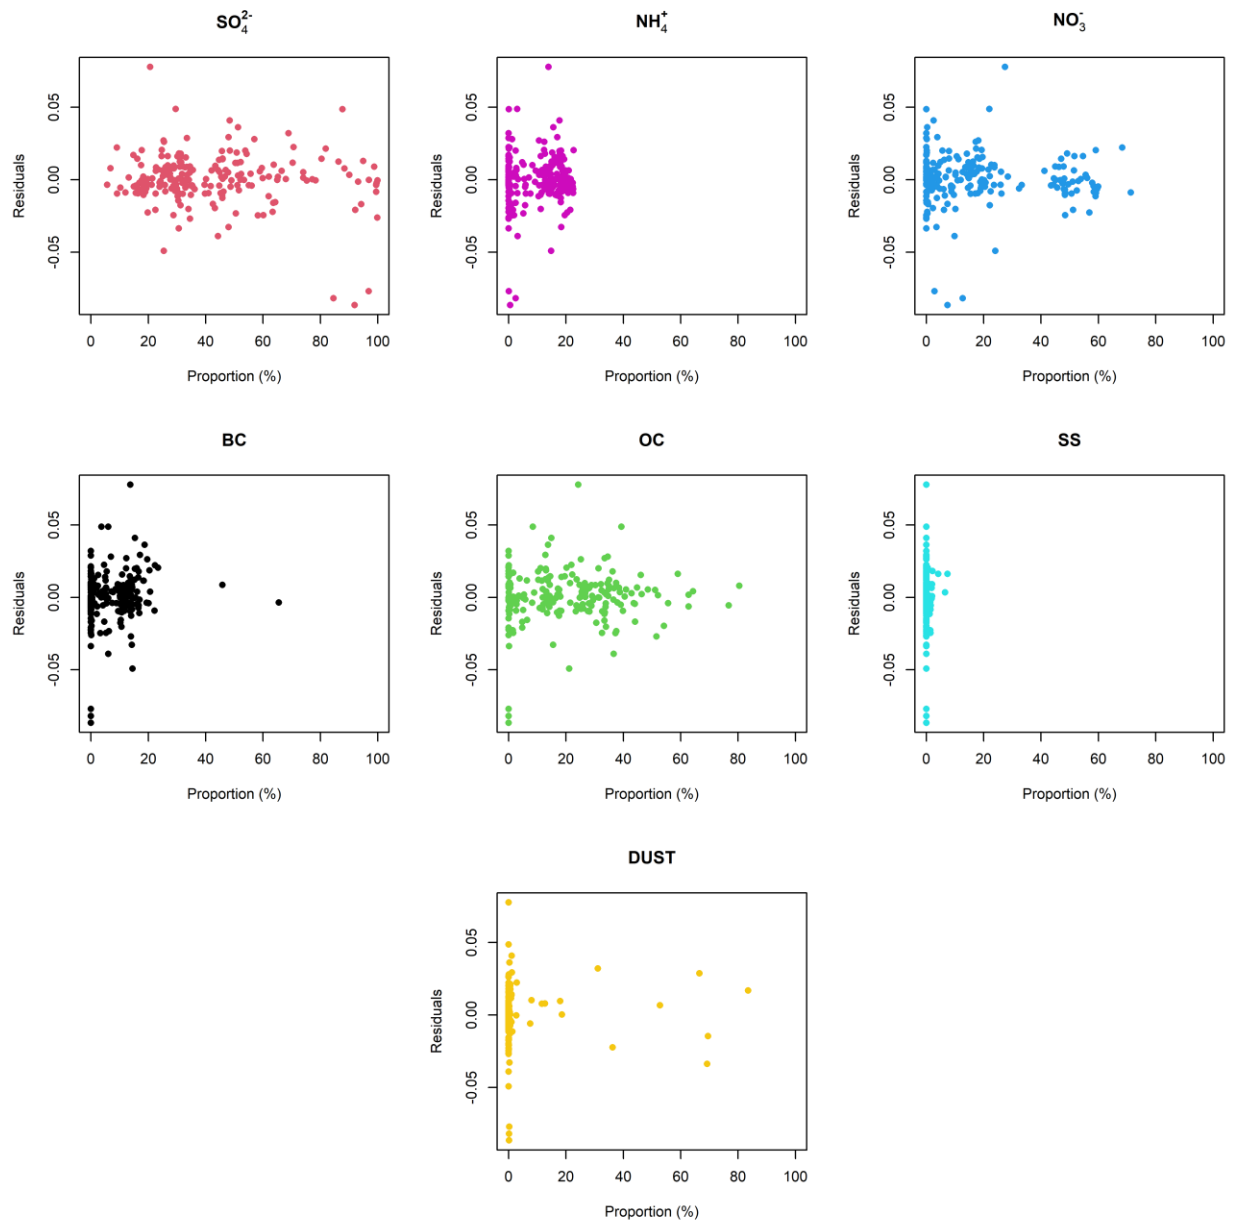 SO₄²⁻ NH₄⁺ NO₃⁻
Residuals -0.05 0.00 0.05 Residuals -0.05 0.00 0.05 Residuals -0.05 0.00 0.05
0 20 40 60 80 100 0 20 40 60 80 100 0 20 40 60 80 100
Proportion (%) Proportion (%) Proportion (%)
BC OC SS
Residuals -0.05 0.00 0.05 Residuals -0.05 0.00 0.05 Residuals -0.05 0.00 0.05
0 20 40 60 80 100 0 20 40 60 80 100 0 20 40 60 80 100
Proportion (%) Proportion (%) Proportion (%)
DUST
Residuals -0.05 0.00 0.05
0 20 40 60 80 100
Proportion (%)